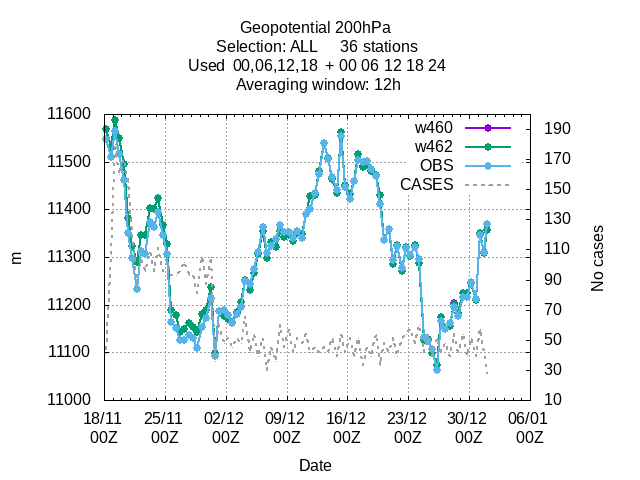 Geopotential 200hPa
Selection: ALL 36 stations
Used 00,06,12,18 + 00 06 12 18 24
Averaging window: 12h
11600
11500
11400
11300
11200
11100
11000
m
w460
w462
OBS
CASES
190
170
150
130
110
90
70
50
30
10
No cases
18/11 25/11 02/12 09/12 16/12 23/12 30/12 06/01
00Z 00Z 00Z 00Z 00Z 00Z 00Z 00Z
Date